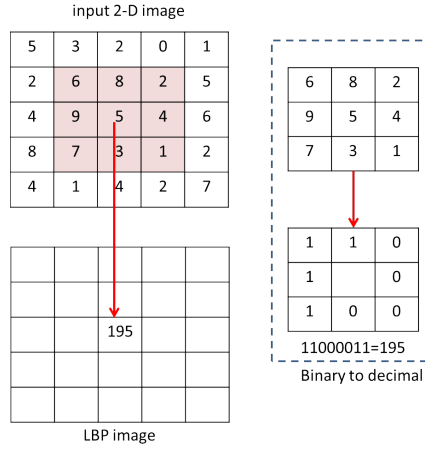 input 2-D image
5 3 2 0 1
2 6 8 2 5
4 9 5 4 6
8 7 3 1 2
4 1 4 2 7
195
LBP image
6 8 2
9 5 4
7 3 1
1 1 0
1 0
1 0 0
11000011=195
Binary to decimal